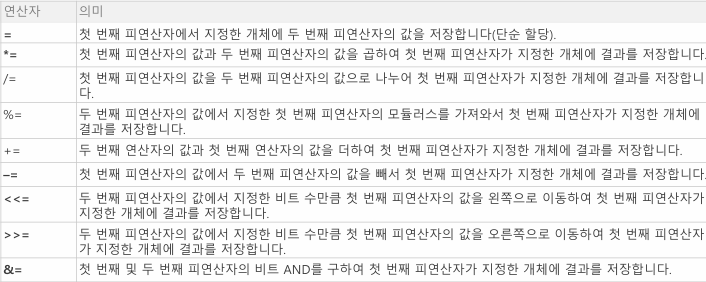 연산자 의미
= 첫 번째 피연산자에서 지정한 개체에 두 번째 피연산자의 값을 저장합니다(단순 할당).
*= 첫 번째 피연산자의 값과 두 번째 피연산자의 값을 곱하여 첫 번째 피연산자가 지정한 개체에 결과를 저장합니다.
/= 첫 번째 피연산자의 값을 두 번째 피연산자의 값으로 나누어 첫 번째 피연산자가 지정한 개체에 결과를 저장합니
다.
%= 두 번째 피연산자의 값에서 지정한 첫 번째 피연산자의 모듈러스를 가져와서 첫 번째 피연산자가 지정한 개체에
결과를 저장합니다.
+= 두 번째 연산자의 값과 첫 번째 연산자의 값을 더하여 첫 번째 피연산자가 지정한 개체에 결과를 저장합니다.
–= 첫 번째 피연산자의 값에서 두 번째 피연산자의 값을 빼서 첫 번째 피연산자가 지정한 개체에 결과를 저장합니다.
<<= 두 번째 피연산자의 값에서 지정한 비트 수만큼 첫 번째 피연산자의 값을 왼쪽으로 이동하여 첫 번째 피연산자가
지정한 개체에 결과를 저장합니다.
>>= 두 번째 피연산자의 값에서 지정한 비트 수만큼 첫 번째 피연산자의 값을 오른쪽으로 이동하여 첫 번째 피연산자
가 지정한 개체에 결과를 저장합니다.
&= 첫 번째 및 두 번째 피연산자의 비트 AND를 구하여 첫 번째 피연산자가 지정한 개체에 결과를 저장합니다.